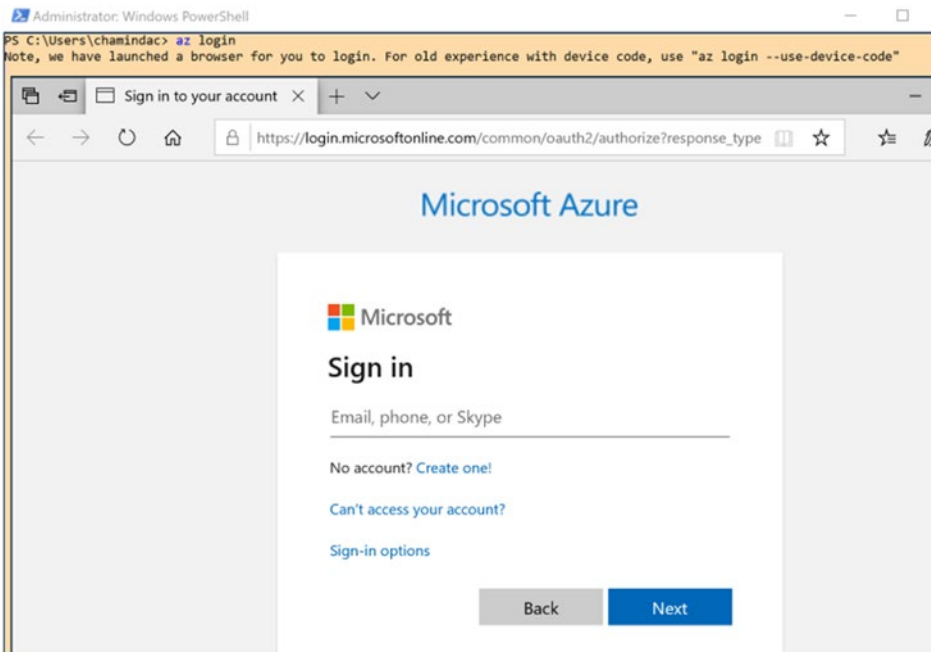 Administrator: Windows PowerShell
PS C:\Users\chamindac> az login
Note, we have launched a browser for you to login. For old experience with device code, use "az login --use-device-code"
Sign in to your account
https://login.microsoftonline.com/common/oauth2/authorize?response_type
Microsoft Azure
Microsoft
Sign in
Email, phone, or Skype
No account? Create one!
Can't access your account?
Sign-in options
Back Next